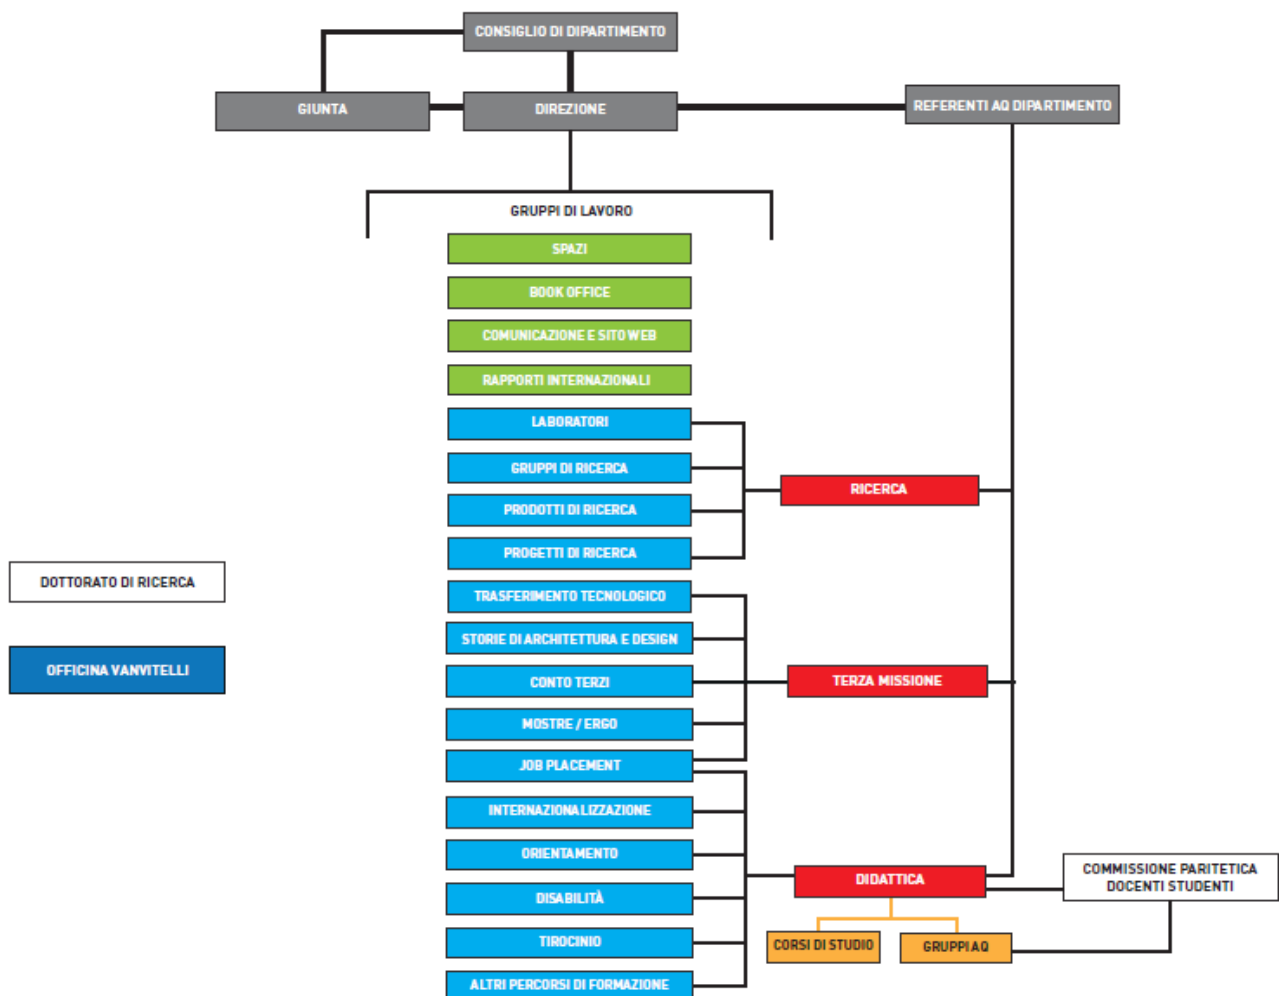 CONSIGLIO DI DIPARTIMENTO
GIUNTA
DIREZIONE
REFERENTI AQ DIPARTIMENTO
GRUPPI DI LAVORO
SPAZI
BOOK OFFICE
COMUNICAZIONE E SITO WEB
RAPPORTI INTERNAZIONALI
LABORATORI
GRUPPI DI RICERCA
RICERCA
PRODOTTI DI RICERCA
PROGETTI DI RICERCA
DOTTORATO DI RICERCA
TRASFERIMENTO TECNOLOGICO
STORIE DI ARCHITETTURA E DESIGN
OFFICINA VANVITELLI
CONTO TERZI
TERZA MISSIONE
MOSTRE / ERGO
JOB PLACEMENT
INTERNAZIONALIZZAZIONE
ORIENTAMENTO
DIDATTICA
COMMISSIONE PARITETICA
DOCENTI STUDENTI
DISABILITÀ
TIROCINIO
CORSI DI STUDIO
GRUPPI AQ
ALTRI PERCORSI DI FORMAZIONE